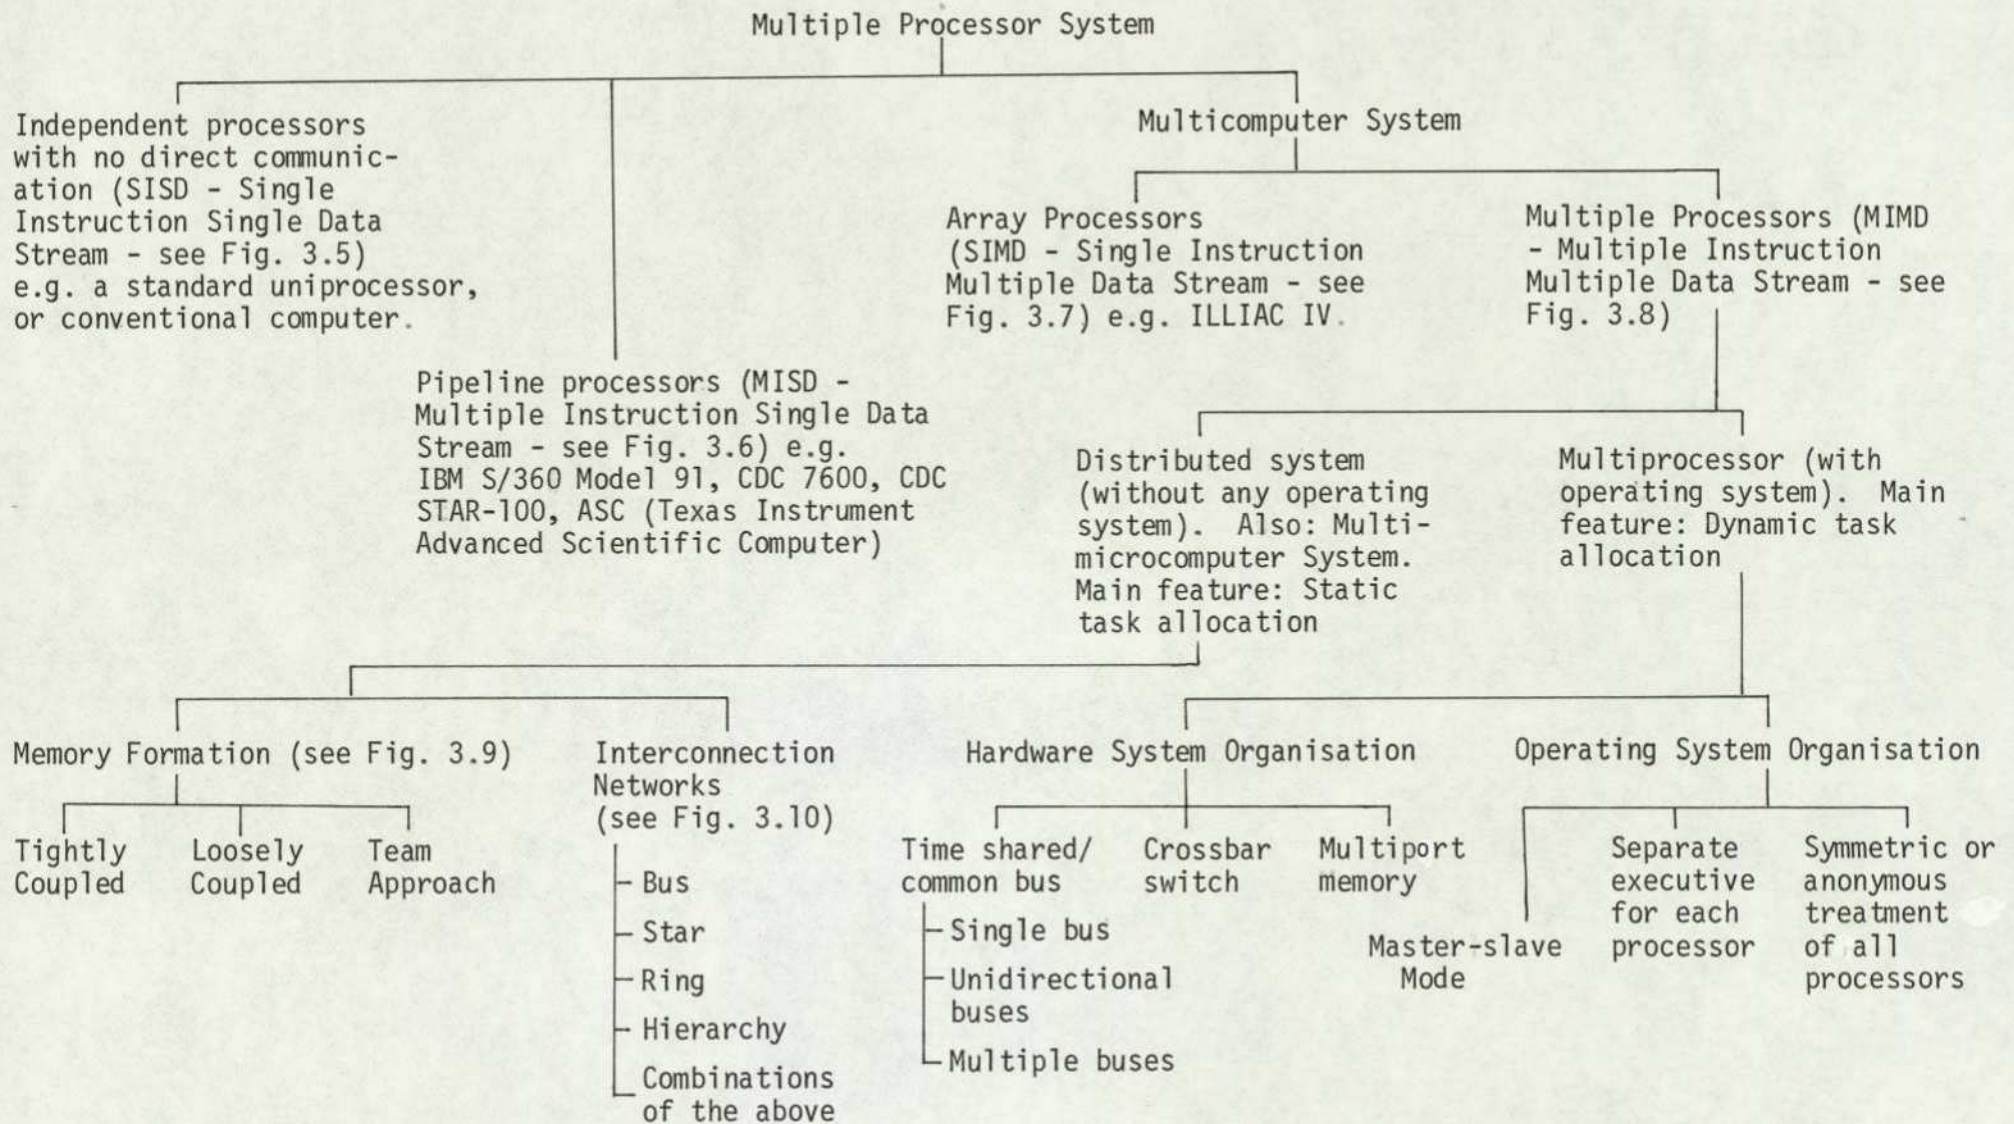 Multiple Processor System
Independent processors
with no direct communic-
ation (SISD - Single
Instruction Single Data
Stream - see Fig. 3.5)
e.g. a standard uniprocessor,
or conventional computer.
Pipeline processors (MISD -
Multiple Instruction Single Data
Stream - see Fig. 3.6) e.g.
IBM S/360 Model 91, CDC 7600, CDC
STAR-100, ASC (Texas Instrument
Advanced Scientific Computer)
Multicomputer System
Array Processors
(SIMD - Single Instruction
Multiple Data Stream - see
Fig. 3.7) e.g. ILLIAC IV.
Multiple Processors (MIMD
- Multiple Instruction
Multiple Data Stream - see
Fig. 3.8)
Distributed system
(without any operating
system). Also: Multi-
microcomputer System.
Main feature: Static
task allocation
Multiprocessor (with
operating system). Main
feature: Dynamic task
allocation
Memory Formation (see Fig. 3.9)
Tightly
Coupled
Loosely
Coupled
Team
Approach
Interconnection
Networks
(see Fig. 3.10)
Bus
Star
Ring
Hierarchy
Combinations
of the above
Hardware System Organisation
Time shared/
common bus
Single bus
Unidirectional
buses
Multiple buses
Crossbar
switch
Multiport
memory
Operating System Organisation
Master-slave
Mode
Separate
executive
for each
processor
Symmetric or
anonymous
treatment
of all
processors